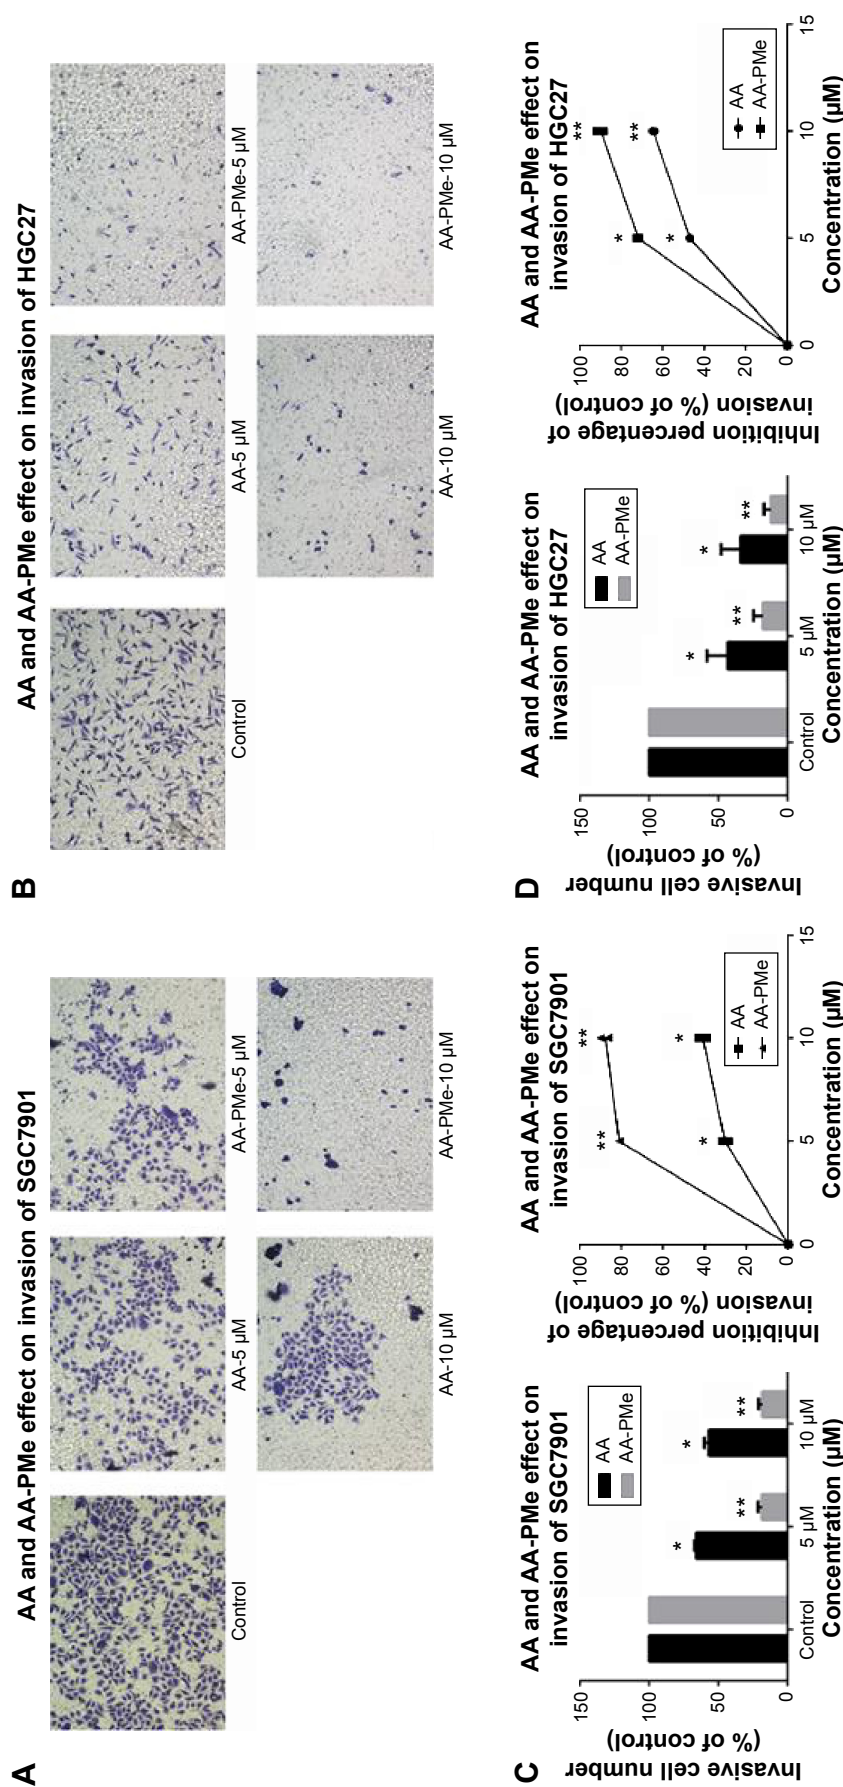 A
AA and AA-PMe effect on invasion of SGC7901
Control
AA-5 µM
AA-PMe-5 µM
AA-10 µM
AA-PMe-10 µM
B
AA and AA-PMe effect on invasion of HGC27
Control
AA-5 µM
AA-PMe-5 µM
AA-10 µM
AA-PMe-10 µM
C
AA and AA-PMe effect on
invasion of SGC7901
Invasive cell number
(% of control)
150
100
50
0
AA
AA-PMe
*
**
*
**
Control
5 µM
10 µM
Concentration (µM)
AA and AA-PMe effect on
invasion of SGC7901
Inhibition percentage of
invasion (% of control)
100
80
60
40
20
0
**
**
*
*
AA
AA-PMe
0
5
10
15
Concentration (µM)
D
AA and AA-PMe effect on
invasion of HGC27
Invasive cell number
(% of control)
150
100
50
0
AA
AA-PMe
*
**
*
**
Control
5 µM
10 µM
Concentration (µM)
AA and AA-PMe effect on
invasion of HGC27
Inhibition percentage of
invasion (% of control)
100
80
60
40
20
0
*
**
*
**
AA
AA-PMe
0
5
10
15
Concentration (µM)